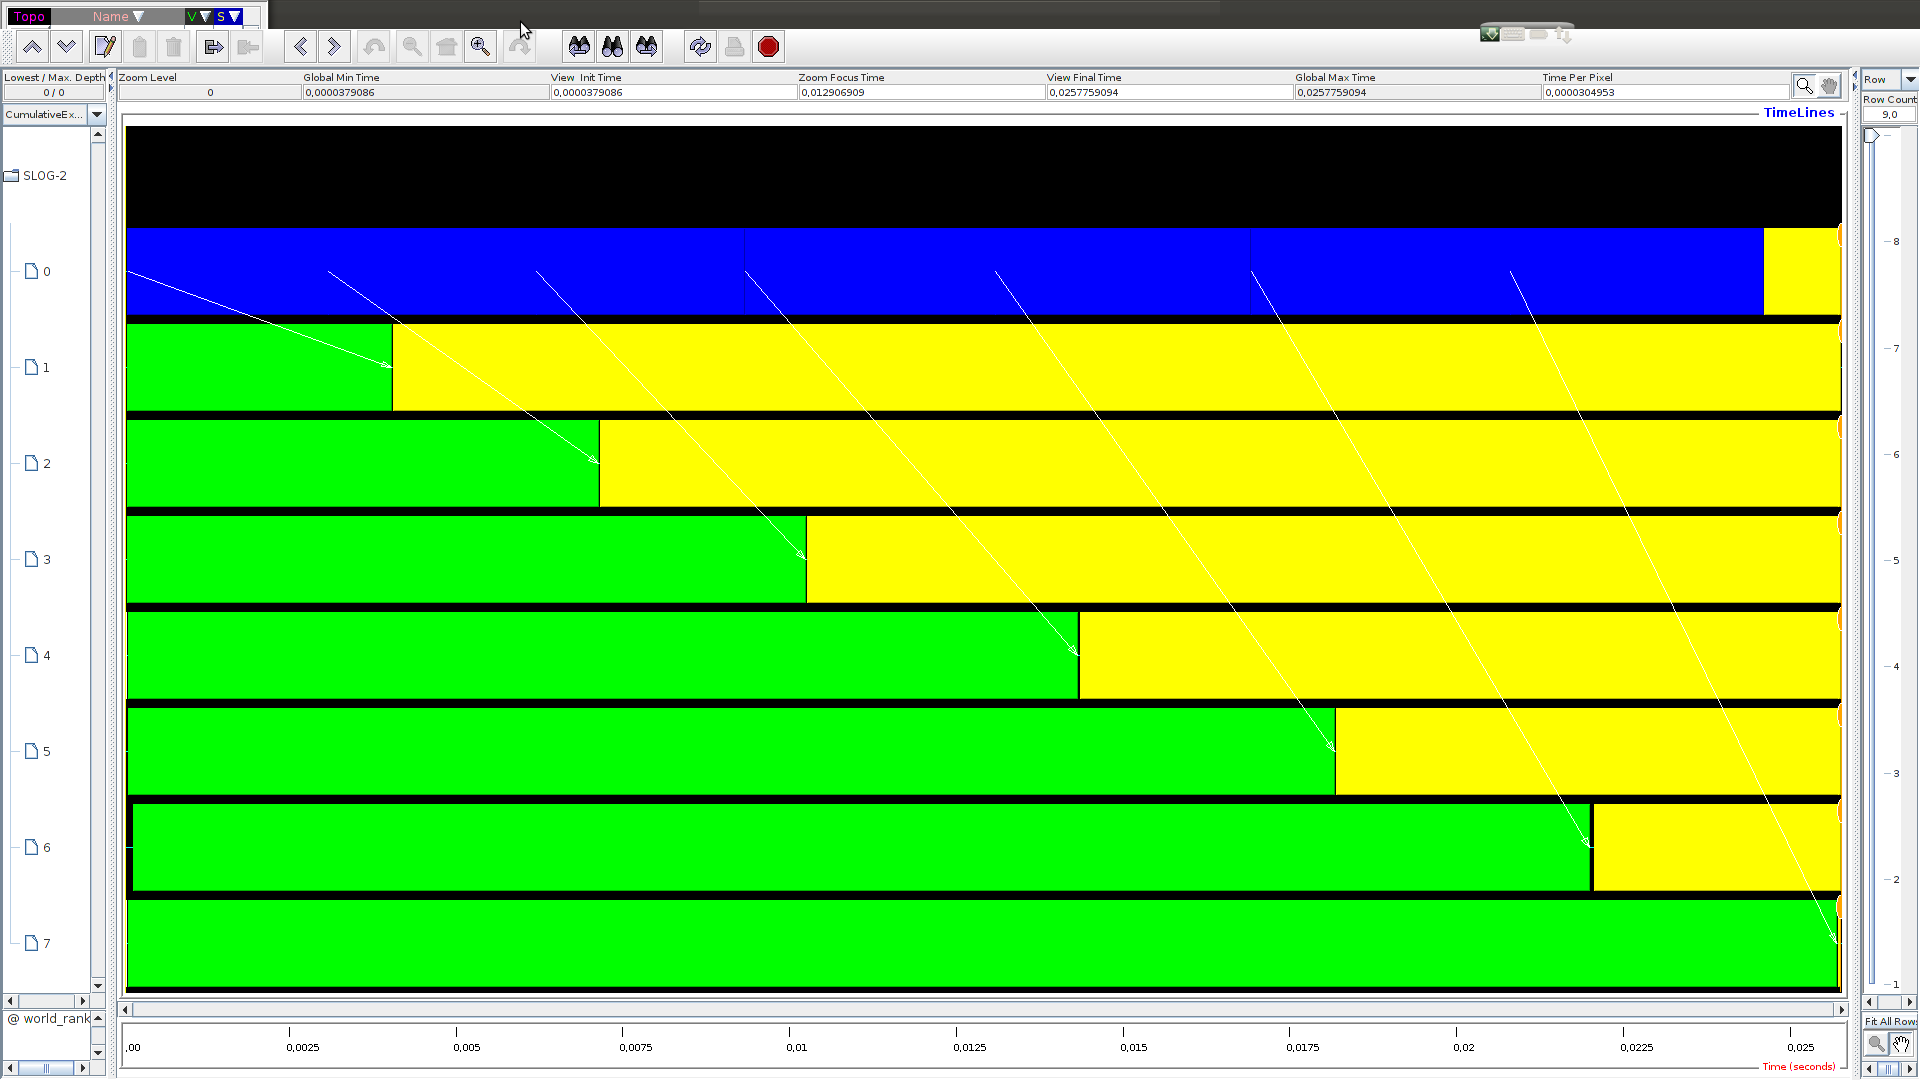 Topo Name V S
Lowest / Max. Depth Zoom Level Global Min Time View Init Time Zoom Focus Time View Final Time Global Max Time Time Per Pixel Row
0 / 0 0 0,0000379086 0,0000379086 0,012906909 0,0257759094 0,0257759094 0,0000304953
Row Count
CumulativeEx... TimeLines 9,0
SLOG-2
0
1
2
3
4
5
6
7
8
7
6
5
4
3
2
1
@ world_rank
Fit All Rows
,00 0,0025 0,005 0,0075 0,01 0,0125 0,015 0,0175 0,02 0,0225 0,025
Time (seconds)